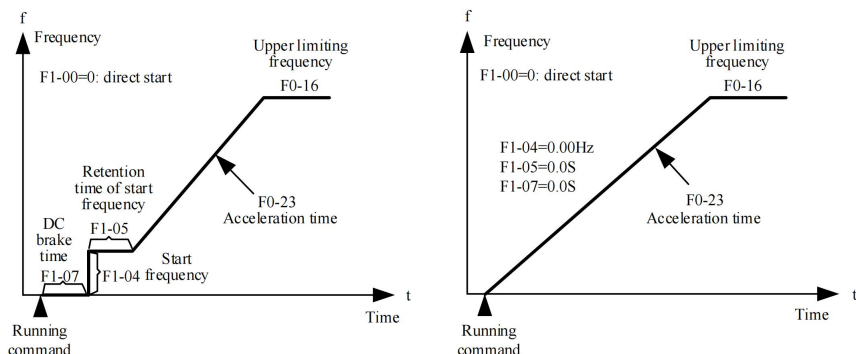 f
Frequency
F1-00=0: direct start
Upper limiting
frequency
F0-16
Retention
time of start
frequency
F1-05
F0-23
Acceleration time
DC
brake
time
F1-07
F1-04
Start
frequency
t
Time
Running
command
f
Frequency
F1-00=0: direct start
Upper limiting
frequency
F0-16
F1-04=0.00Hz
F1-05=0.0S
F1-07=0.0S
F0-23
Acceleration time
t
Time
Running
command